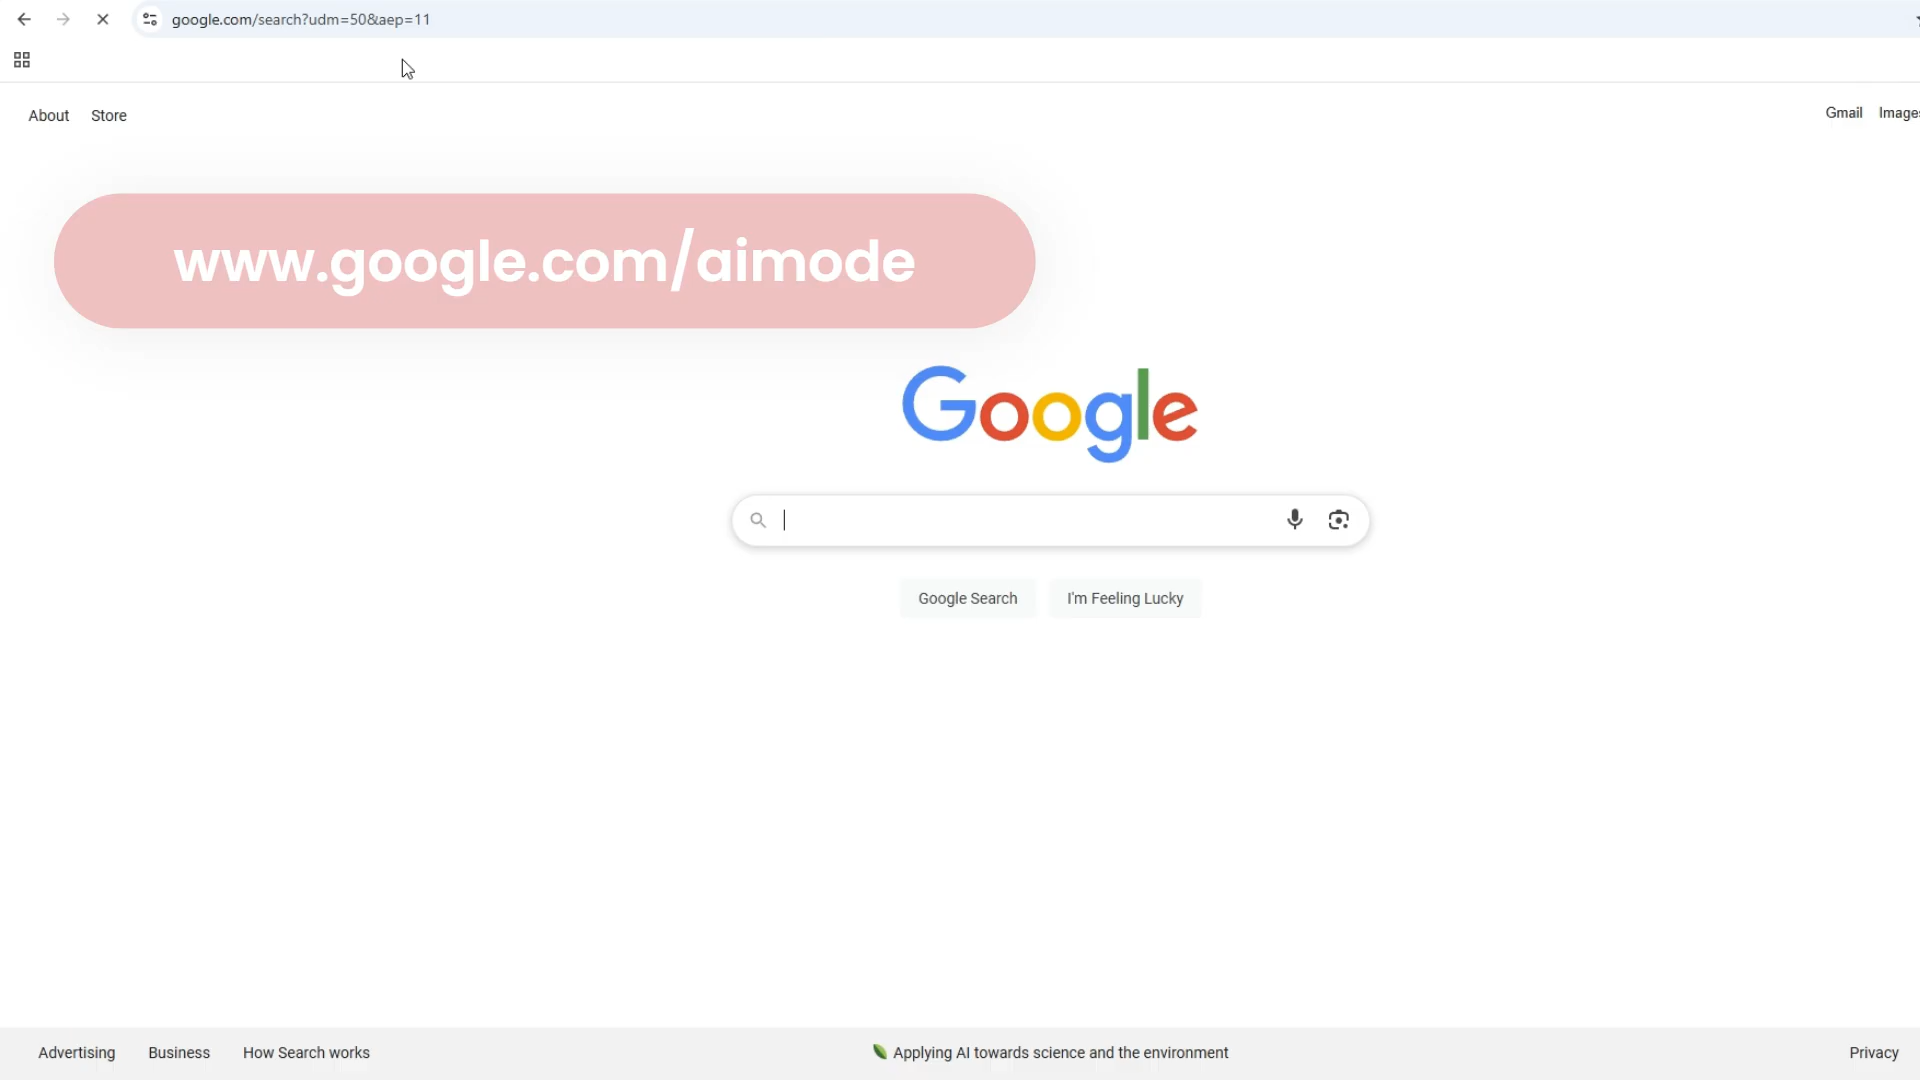 google.com/search?udm=50&aep=11
About Store
Gmail Images
www.google.com/aimode
Google
Google Search I'm Feeling Lucky
Advertising Business How Search works
Applying AI towards science and the environment
Privacy